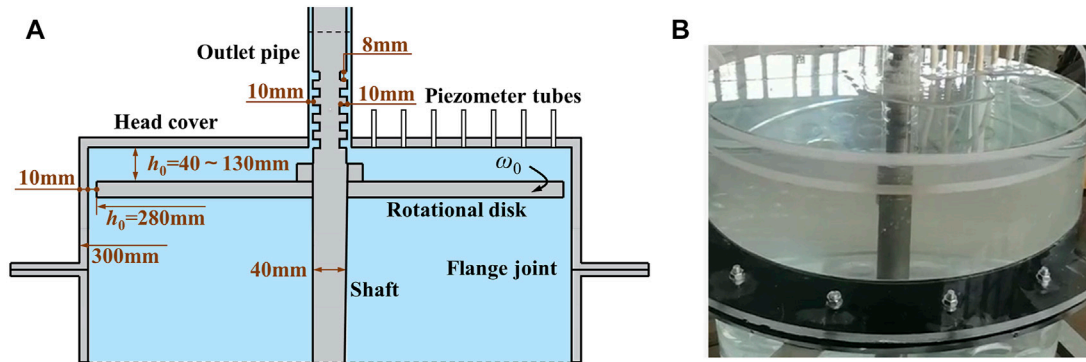 A
B
Outlet pipe
8mm
10mm
10mm
Piezometer tubes
Head cover
h₀=40～130mm
ω₀
10mm
Rotational disk
h₀=280mm
300mm
40mm
Flange joint
Shaft